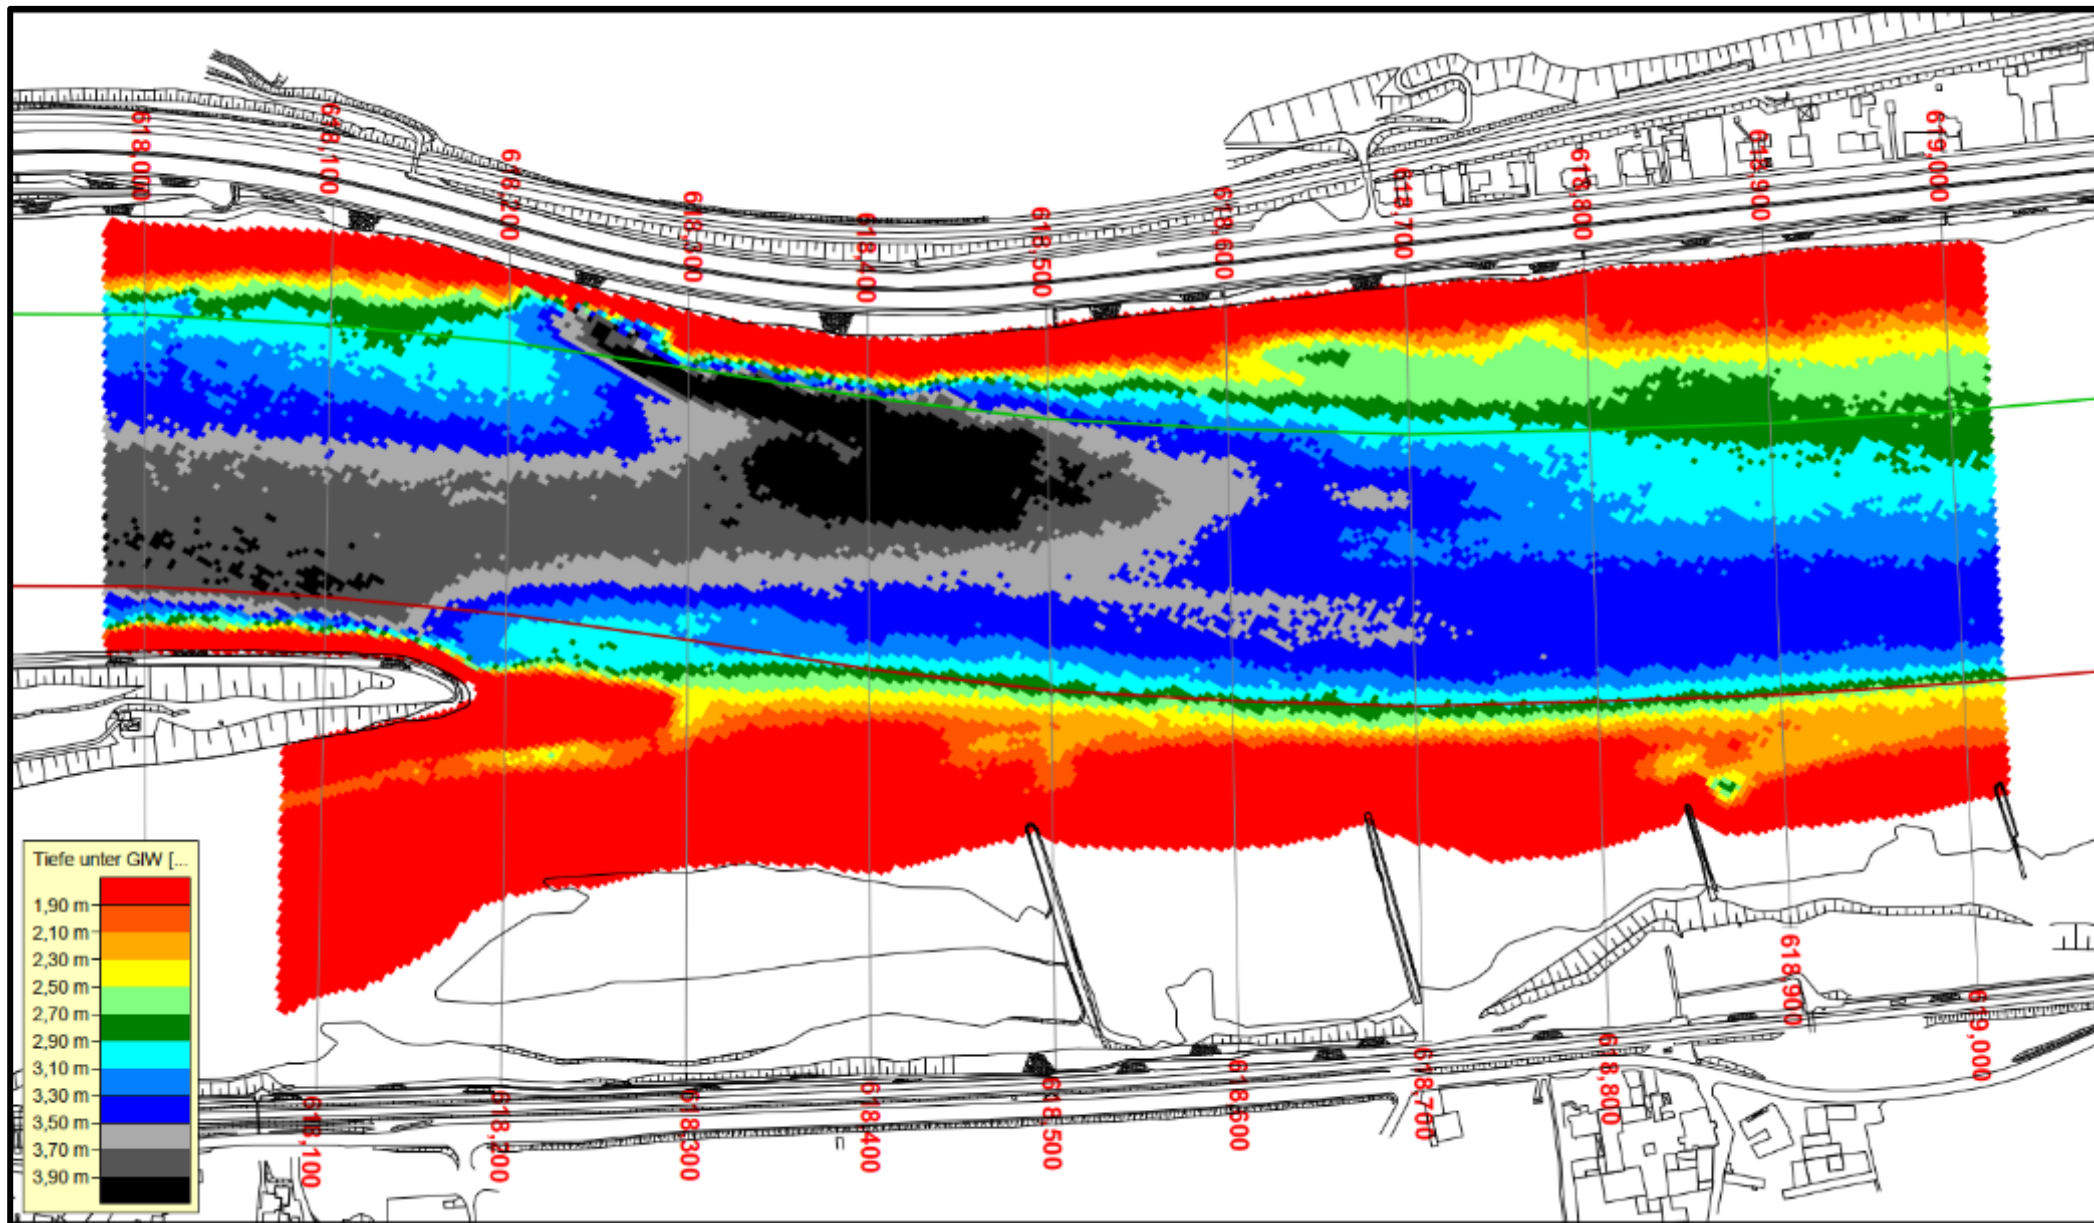 618,000
618,100
618,200
618,300
618,400
618,500
618,600
618,700
618,800
618,900
619,000
Tiefe unter GlW [...
1,90 m
2,10 m
2,30 m
2,50 m
2,70 m
2,90 m
3,10 m
3,30 m
3,50 m
3,70 m
3,90 m
618,100
618,200
618,300
618,400
618,500
618,600
618,700
618,800
618,900
619,000